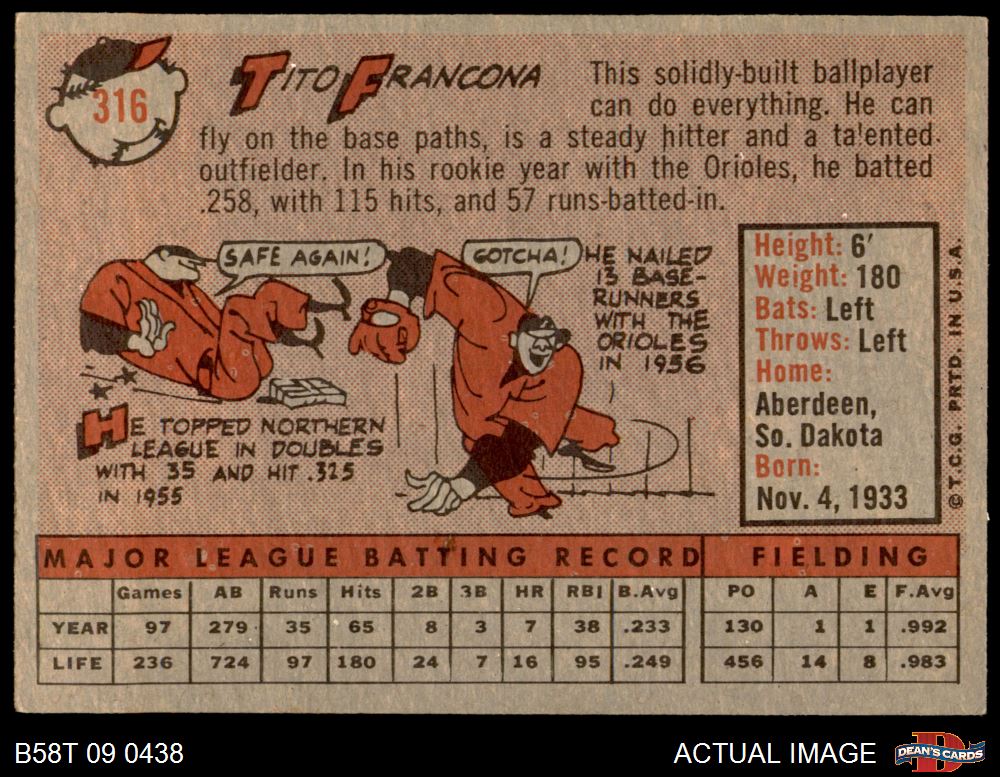 316
TITO FRANCONA
This solidly-built ballplayer
can do everything. He can
fly on the base paths, is a steady hitter and a ta'ented
outfielder. In his rookie year with the Orioles, he batted
.258, with 115 hits, and 57 runs-batted-in.
SAFE AGAIN!
GOTCHA!
HE NAILED
13 BASE-
RUNNERS
WITH THE
ORIOLES
IN 1956
HE TOPPED NORTHERN
LEAGUE IN DOUBLES
WITH 35 AND HIT .325
IN 1955
Height: 6'
Weight: 180
Bats: Left
Throws: Left
Home:
Aberdeen,
So. Dakota
Born:
Nov. 4, 1933
© T.C.G. PRTD. IN U.S.A.
MAJOR LEAGUE BATTING RECORD FIELDING
Games AB Runs Hits 2B 3B HR RBI B.Avg PO A E F.Avg
YEAR 97 279 35 65 8 3 7 38 .233 130 1 1 .992
LIFE 236 724 97 180 24 7 16 95 .249 456 14 8 .983
B58T 09 0438
ACTUAL IMAGE
D
DEAN'S CARDS